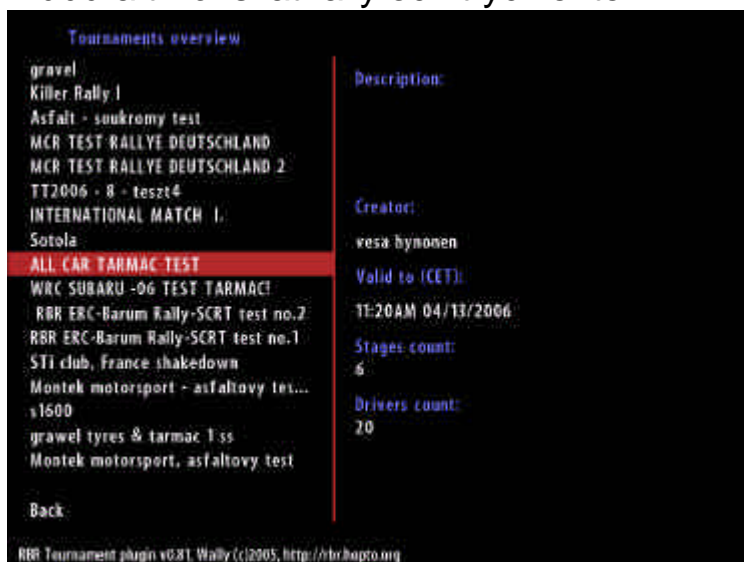 Tournaments overview
gravel
Killer Rally I
Asfalt - soukromy test
MCR TEST RALLYE DEUTSCHLAND
MCR TEST RALLYE DEUTSCHLAND 2
TT2006 - 8 - teszt4
INTERNATIONAL MATCH I.
Sotola
ALL CAR TARMAC TEST
WRC SUBARU -06 TEST TARMAC!
RBR ERC-Barum Rally-SCRT test no.2
RBR ERC-Barum Rally-SCRT test no.1
STi club, France shakedown
Montek motorsport - asfaltovy tes...
s1600
grawel tyres & tarmac 1 ss
Montek motorsport, asfaltovy test
Back
Description:
Creator:
vesa hynonen
Valid to (CET):
11:20AM 04/13/2006
Stages count:
6
Drivers count:
20
RBR Tournament plugin v0.81, Wally (c)2005, http://rbr.hopto.org